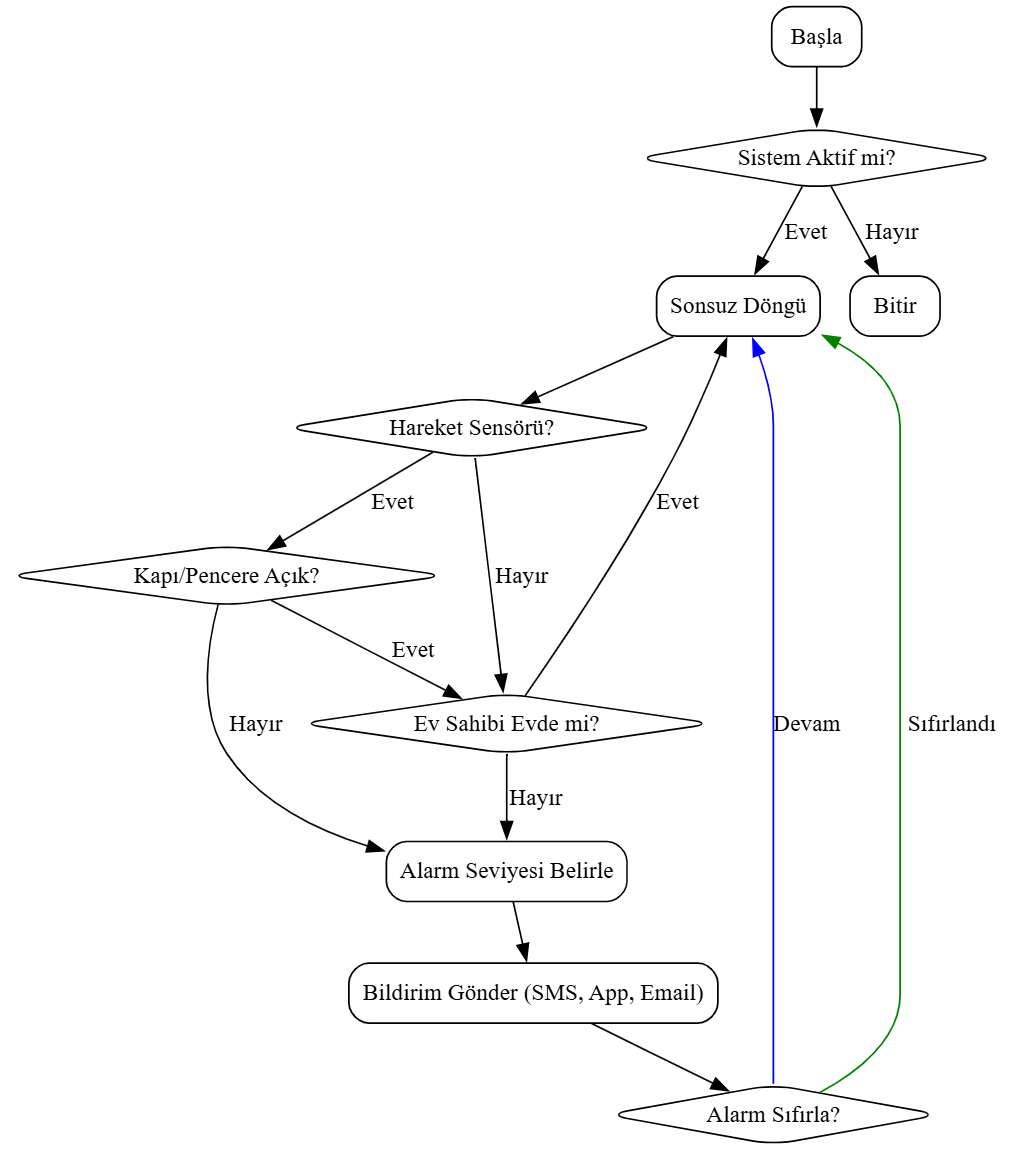 Başla
Sistem Aktif mi?
Evet
Hayır
Sonsuz Döngü
Bitir
Hareket Sensörü?
Evet
Evet
Kapı/Pencere Açık?
Hayır
Evet
Hayır
Ev Sahibi Evde mi?
Devam
Sıfırlandı
Hayır
Alarm Seviyesi Belirle
Bildirim Gönder (SMS, App, Email)
Alarm Sıfırla?